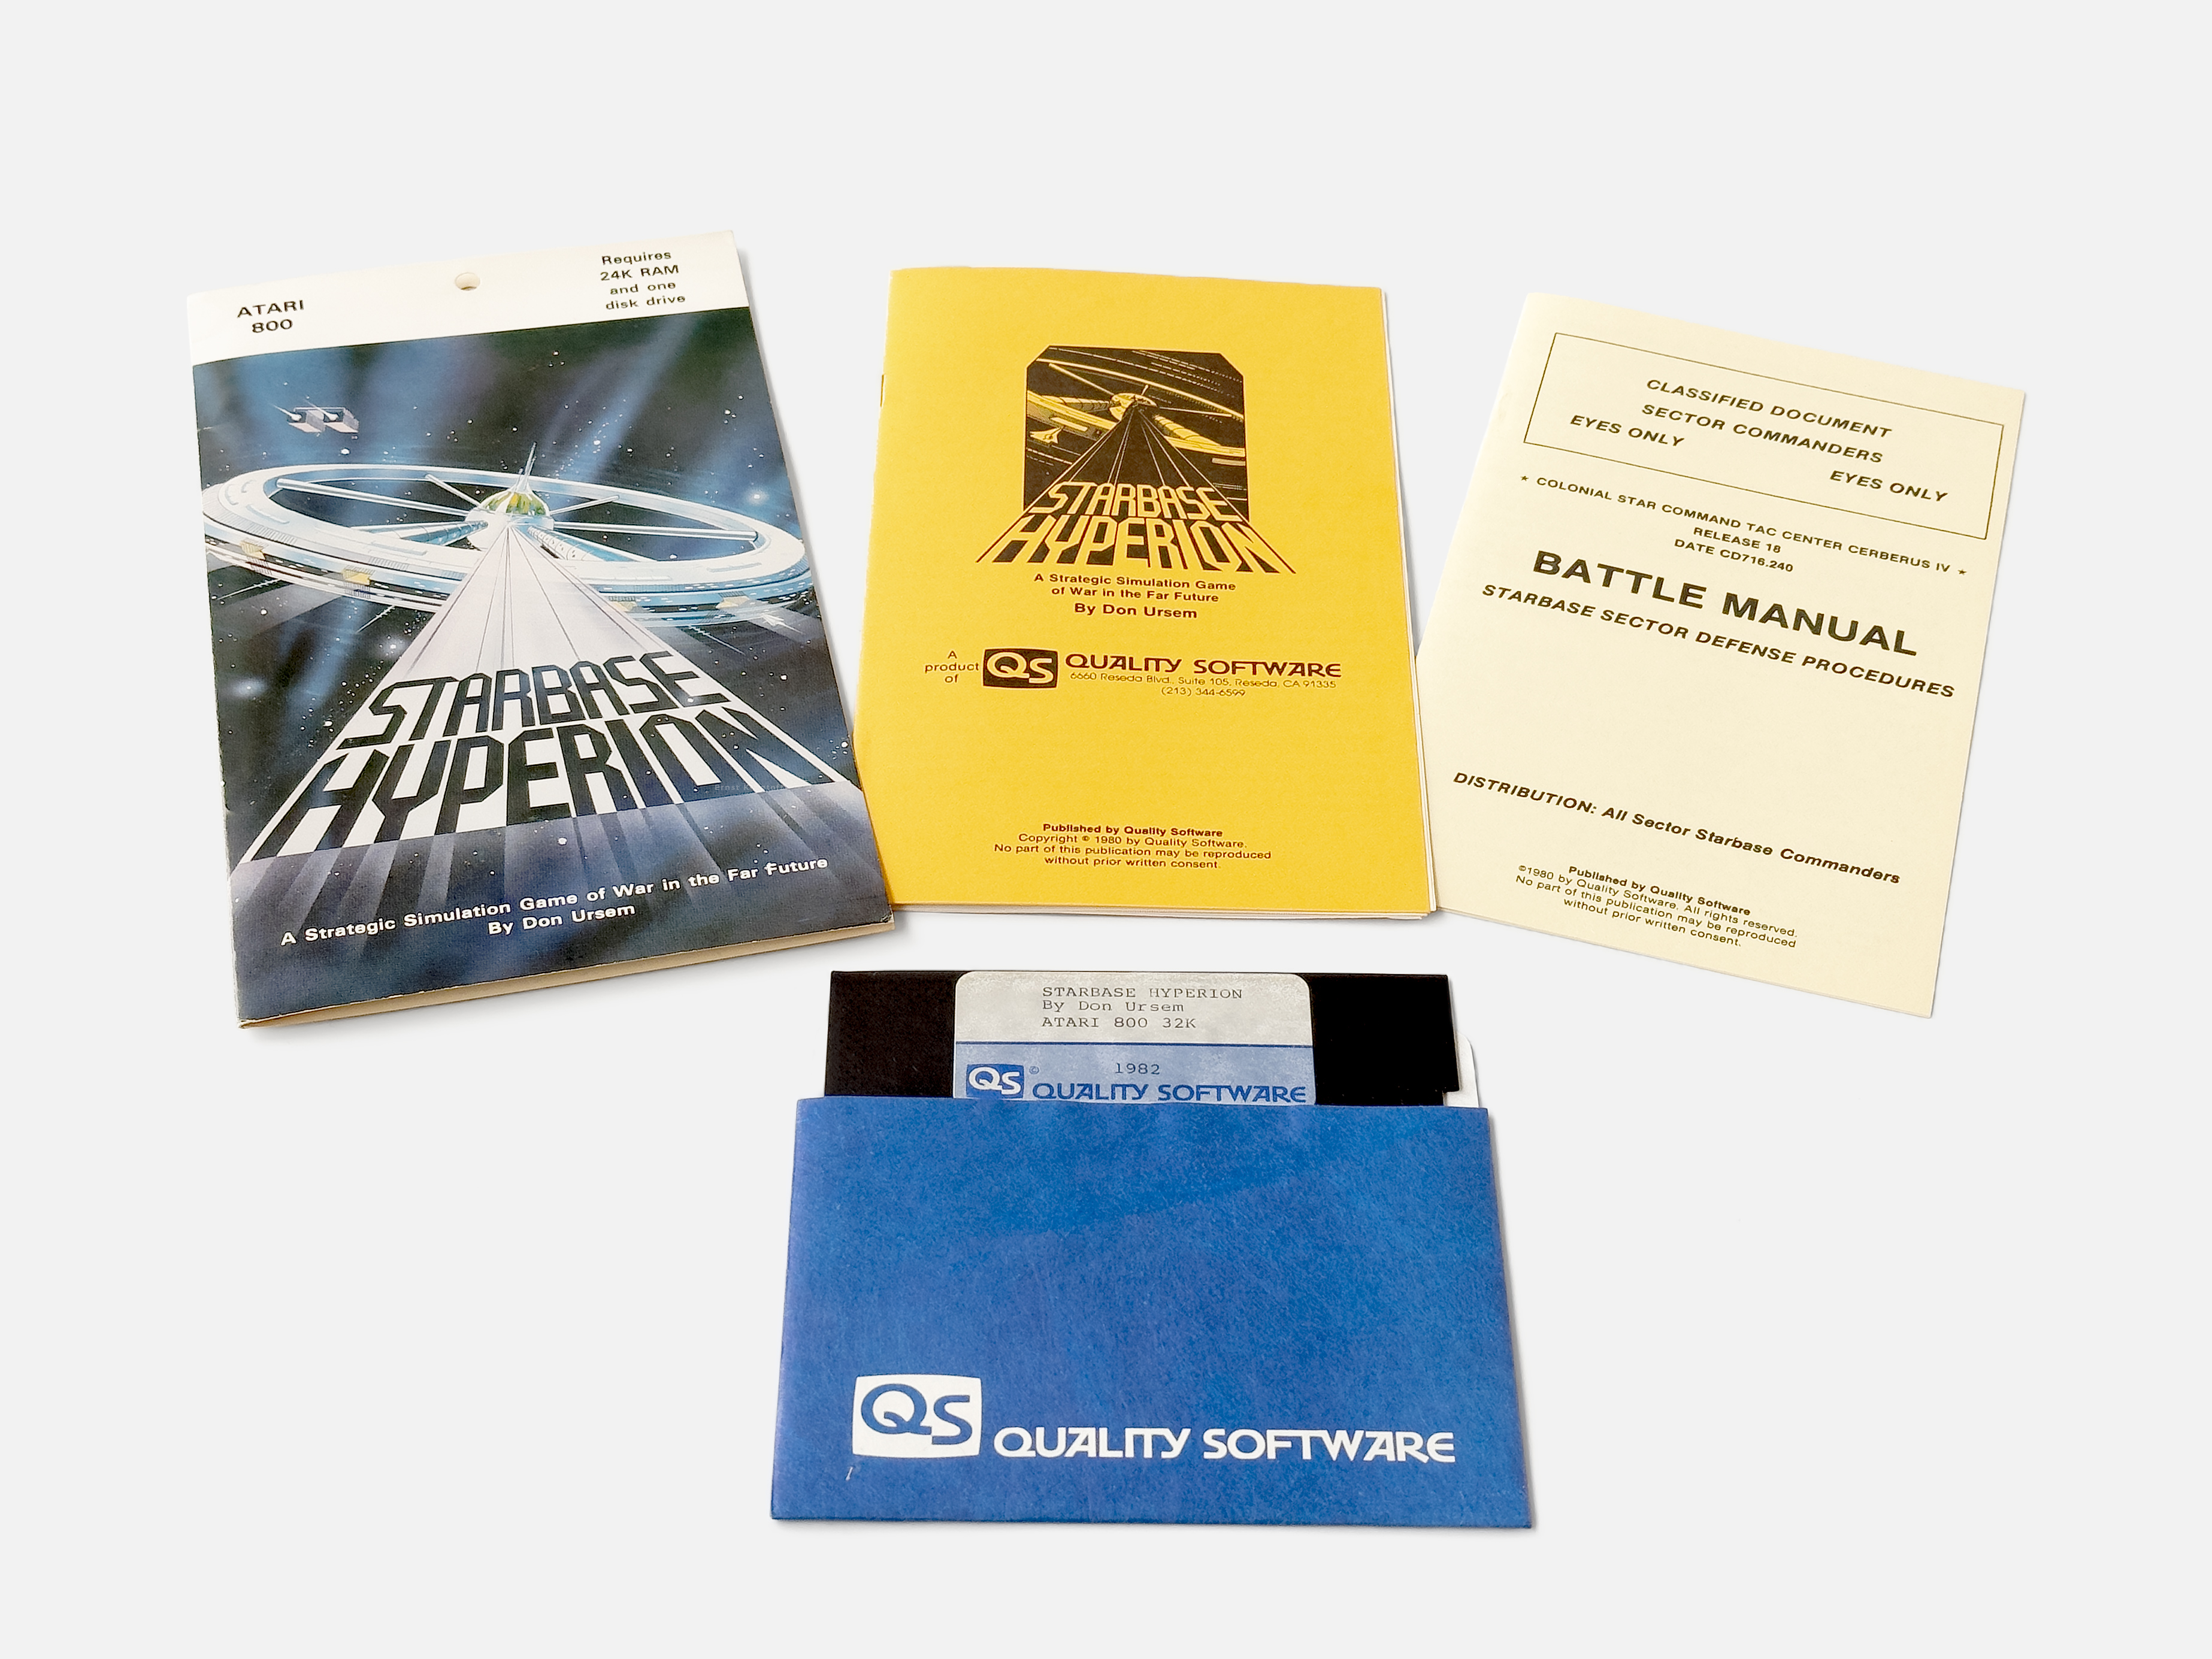 ATARI
800
Requires
24K RAM
and one
disk drive
STARBASE
HYPERION
A Strategic Simulation Game of War in the Far Future
By Don Ursem
STARBASE
HYPERION
A Strategic Simulation Game
of War in the Far Future
By Don Ursem
A
product
of
QS QUALITY SOFTWARE
6660 Reseda Blvd., Suite 105, Reseda, CA 91335
(213) 344-6599
Published by Quality Software
Copyright © 1980 by Quality Software.
No part of this publication may be reproduced
without prior written consent.
CLASSIFIED DOCUMENT
SECTOR COMMANDERS
EYES ONLY
EYES ONLY
★ COLONIAL STAR COMMAND TAC CENTER CERBERUS IV ★
RELEASE 18
DATE CD716.240
BATTLE MANUAL
STARBASE SECTOR DEFENSE PROCEDURES
DISTRIBUTION: All Sector Starbase Commanders
Published by Quality Software
©1980 by Quality Software. All rights reserved.
No part of this publication may be reproduced
without prior written consent.
STARBASE HYPERION
By Don Ursem
ATARI 800 32K
1982
QS © QUALITY SOFTWARE
QS QUALITY SOFTWARE